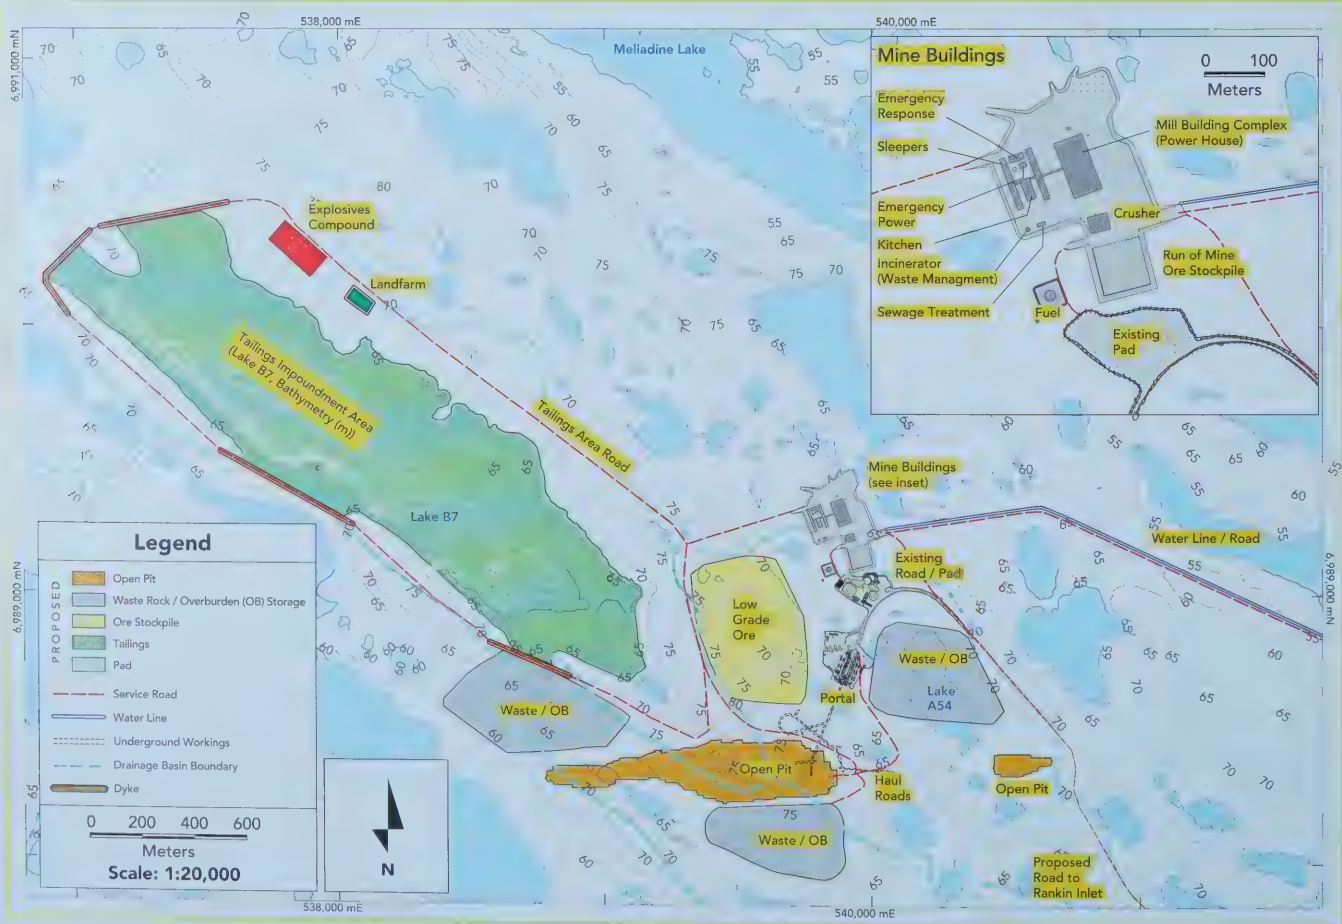 538,000 mE
540,000 mE
6,991,000 mN
Meliadine Lake
Mine Buildings
0 100
Meters
Emergency
Response
Sleepers
Emergency
Power
Kitchen
Incinerator
(Waste Managment)
Sewage Treatment
Mill Building Complex
(Power House)
Crusher
Run of Mine
Ore Stockpile
Fuel
Existing
Pad
Explosives
Compound
Landfarm
Tailings Impoundment Area
(Lake B7, Bathymetry (m))
Tailings Area Road
Lake B7
Mine Buildings
(see inset)
Water Line / Road
Existing
Road / Pad
Low
Grade
Ore
Waste / OB
Lake
A54
Portal
Waste / OB
Open Pit
Haul
Roads
Open Pit
Waste / OB
Proposed
Road to
Rankin Inlet
6,989,000 mN
6,989,000 mN
Legend
PROPOSED
Open Pit
Waste Rock / Overburden (OB) Storage
Ore Stockpile
Tailings
Pad
Service Road
Water Line
Underground Workings
Drainage Basin Boundary
Dyke
0 200 400 600
Meters
Scale: 1:20,000
N
538,000 mE
540,000 mE